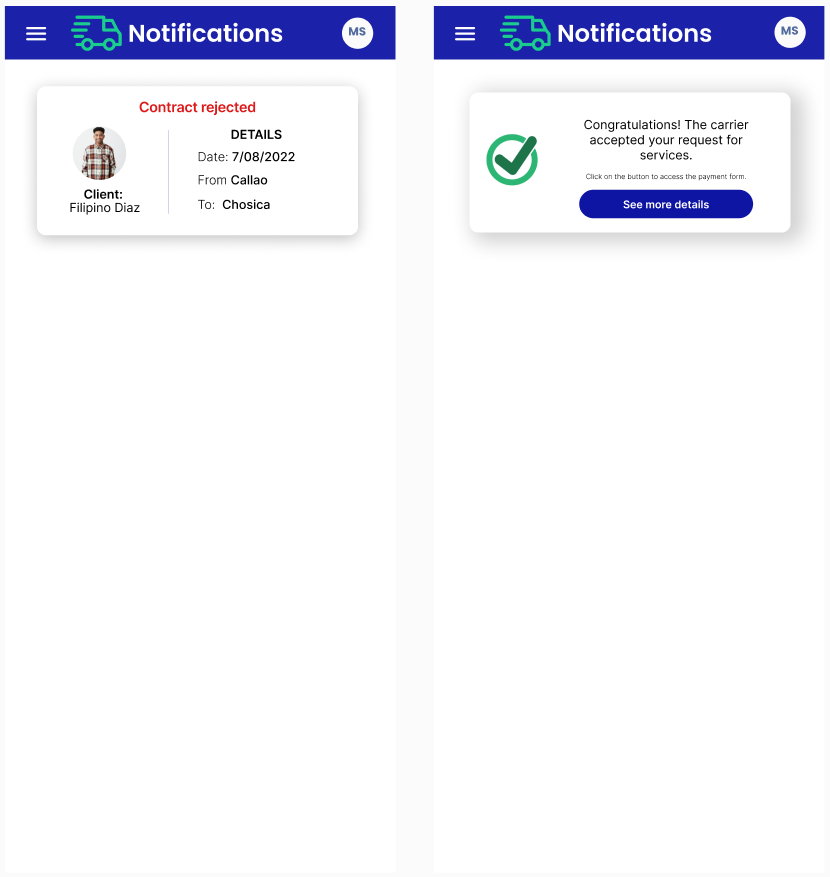 Notifications
MS
Contract rejected
DETAILS
Date: 7/08/2022
From Callao
To: Chosica
Client:
Filipino Diaz
Notifications
MS
Congratulations! The carrier
accepted your request for
services.
Click on the button to access the payment form.
See more details